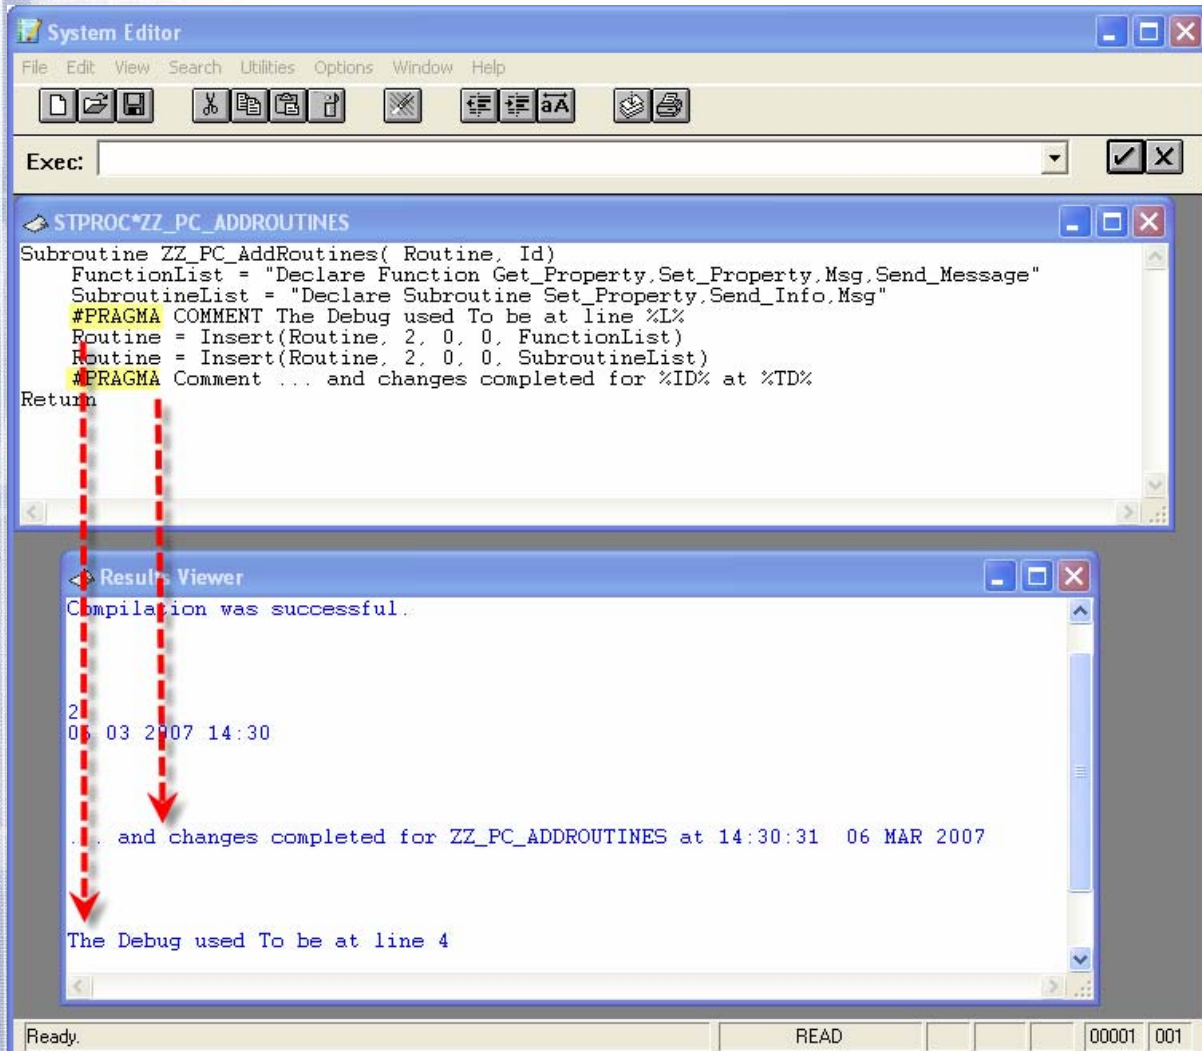 System Editor
File Edit View Search Utilities Options Window Help
Exec:
STPROC*ZZ_PC_ADDROUTINES
Subroutine ZZ_PC_AddRoutines( Routine, Id)
FunctionList = "Declare Function Get_Property,Set_Property,Msg,Send_Message"
SubroutineList = "Declare Subroutine Set_Property,Send_Info,Msg"
#PRAGMA COMMENT The Debug used To be at line %L%
Routine = Insert(Routine, 2, 0, 0, FunctionList)
Routine = Insert(Routine, 2, 0, 0, SubroutineList)
#PRAGMA Comment ... and changes completed for %ID% at %TD%
Return
Results Viewer
Compilation was successful.
2
06 03 2007 14:30
... and changes completed for ZZ_PC_ADDROUTINES at 14:30:31 06 MAR 2007
The Debug used To be at line 4
Ready. READ 00001 001